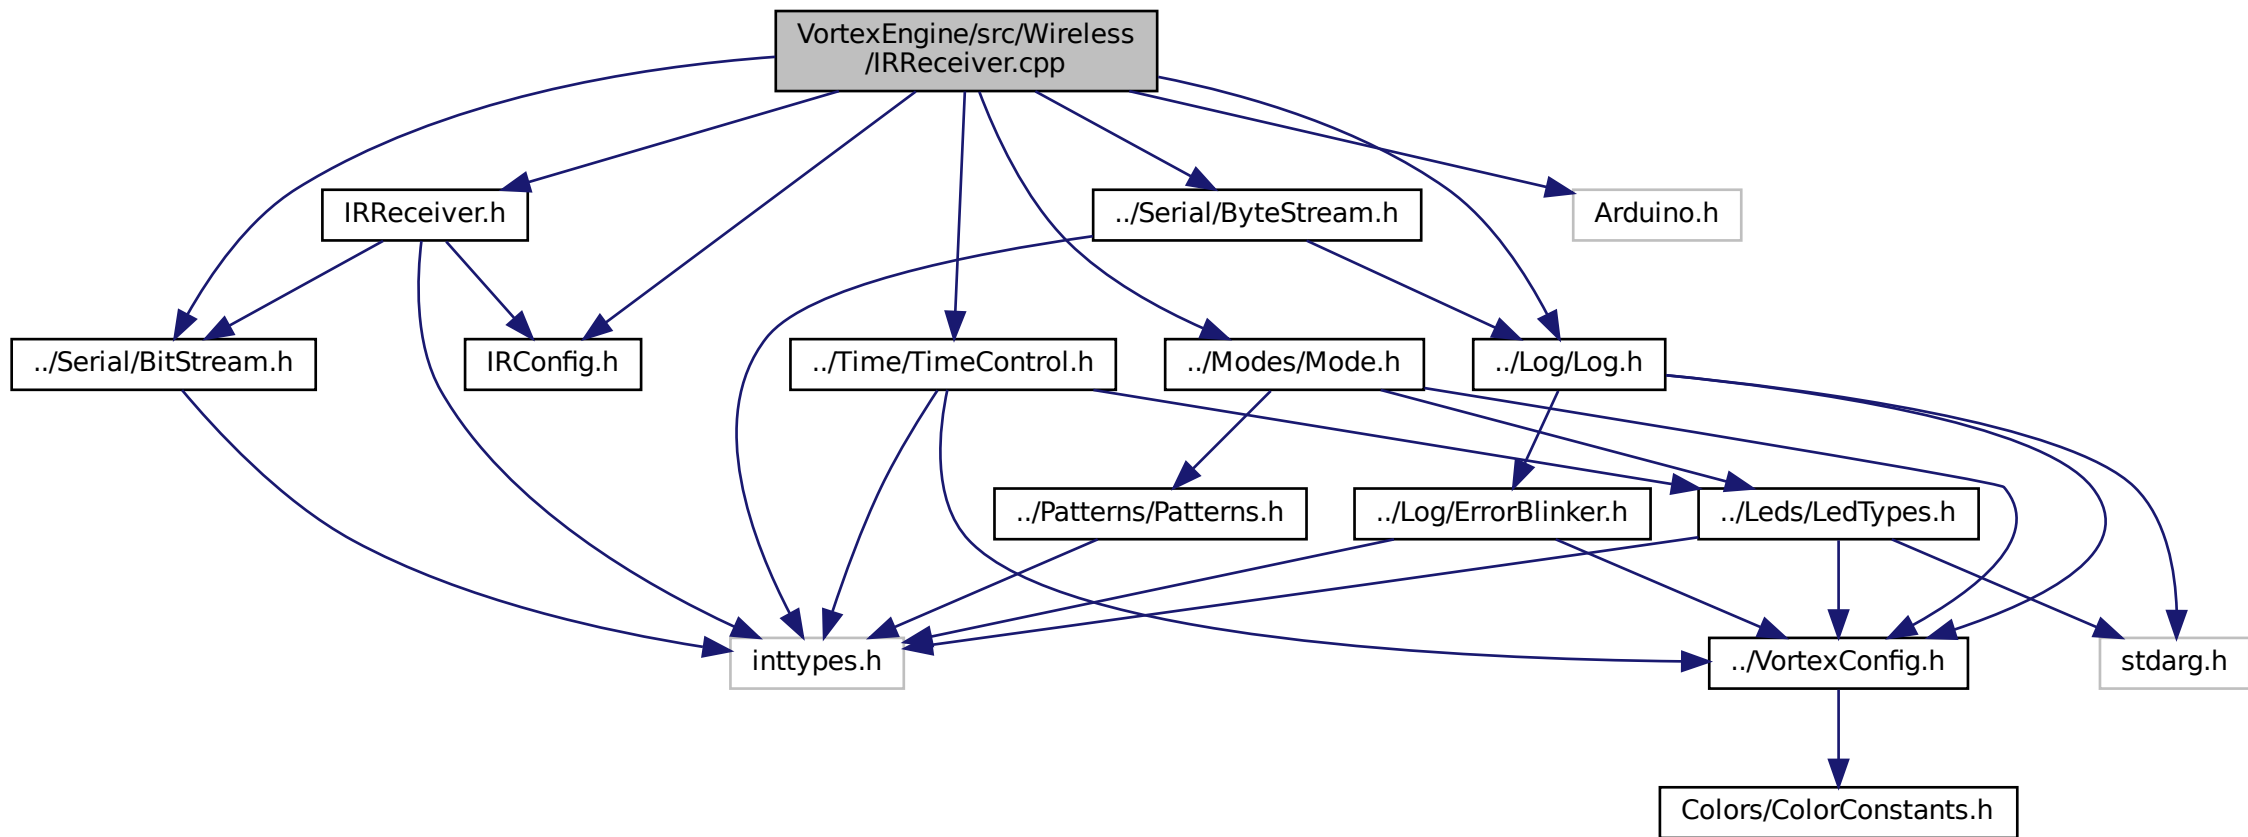 VortexEngine/src/Wireless
/IRReceiver.cpp
IRReceiver.h
../Serial/ByteStream.h
Arduino.h
../Serial/BitStream.h
IRConfig.h
../Time/TimeControl.h
../Modes/Mode.h
../Log/Log.h
../Patterns/Patterns.h
../Log/ErrorBlinker.h
../Leds/LedTypes.h
inttypes.h
../VortexConfig.h
stdarg.h
Colors/ColorConstants.h